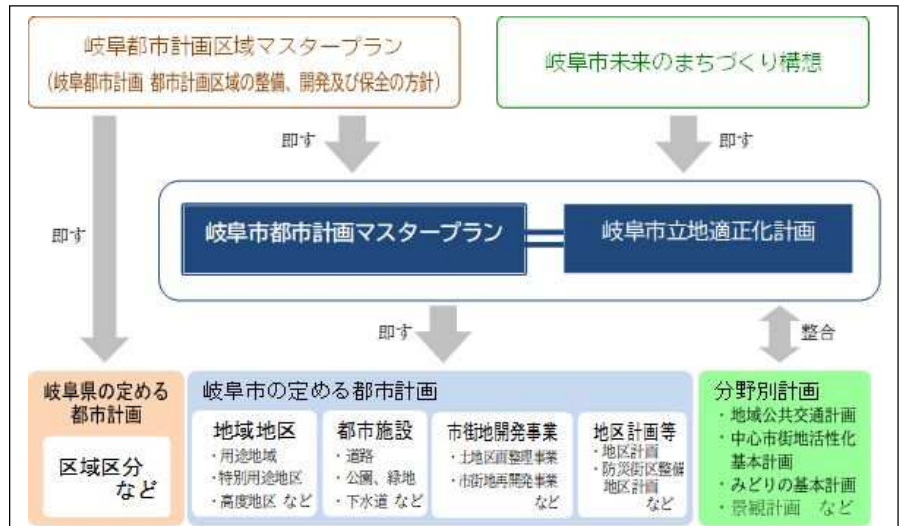 岐阜都市計画区域マスタープラン
(岐阜都市計画 都市計画区域の整備、開発及び保全の方針)
岐阜市未来のまちづくり構想
即す
即す
即す
岐阜市都市計画マスタープラン
岐阜市立地適正化計画
即す
整合
岐阜県の定める
都市計画
区域区分
など
岐阜市の定める都市計画
地域地区
・用途地域
・特別用途地区
・高度地区 など
都市施設
・道路
・公園、緑地
・下水道 など
市街地開発事業
・土地区画整理事業
・市街地再開発事業
など
地区計画等
・地区計画
・防災街区整備
地区計画
など
分野別計画
・地域公共交通計画
・中心市街地活性化
基本計画
・みどりの基本計画
・景観計画 など